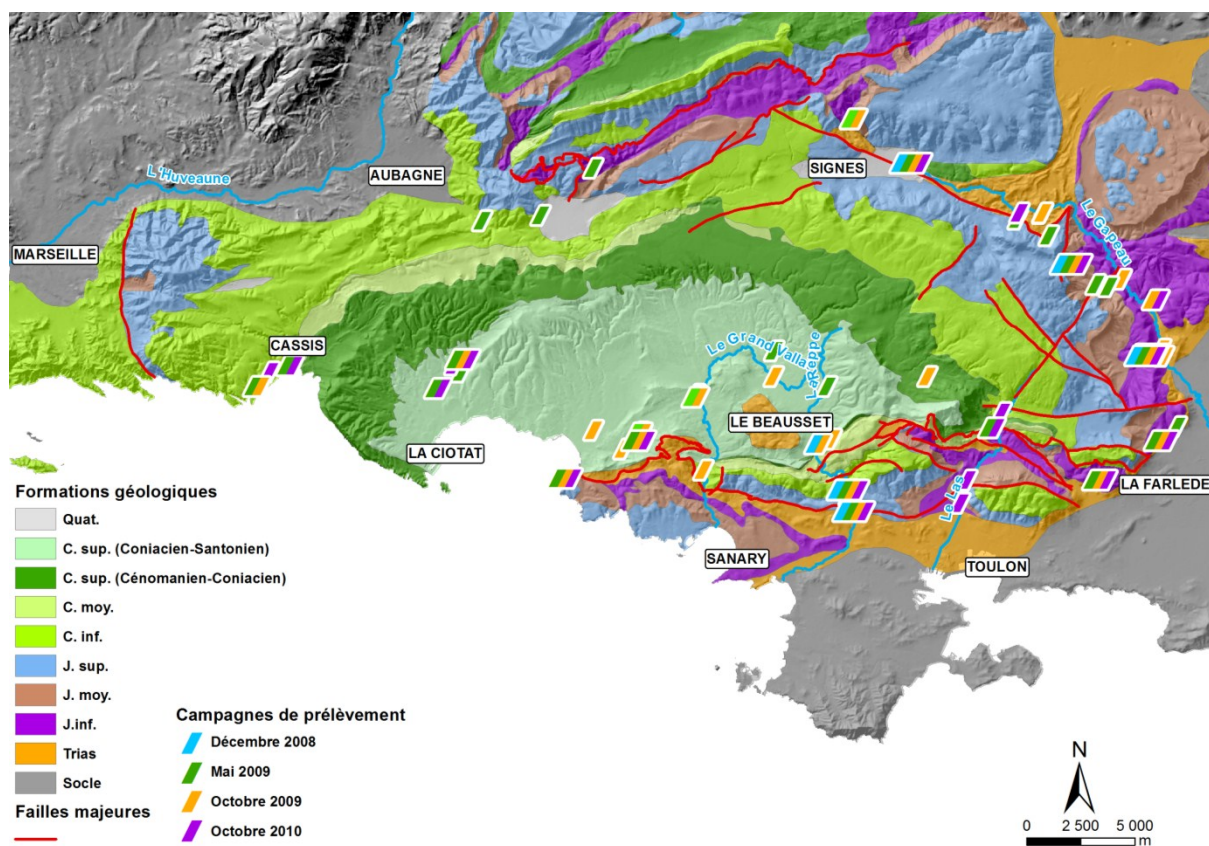 L'Huveaune
AUBAGNE
SIGNES
MARSEILLE
Le Gapeau
CASSIS
Le Grand Valla
La Reppe
LE BEAUSSET
LA CIOTAT
LA FARLEDE
Le Las
SANARY
TOULON
Formations géologiques
Quat.
C. sup. (Coniacien-Santonien)
C. sup. (Cénomanien-Coniacien)
C. moy.
C. inf.
J. sup.
J. moy.
J.inf.
Trias
Socle
Failles majeures
Campagnes de prélèvement
Décembre 2008
Mai 2009
Octobre 2009
Octobre 2010
N
0 2 500 5 000
m